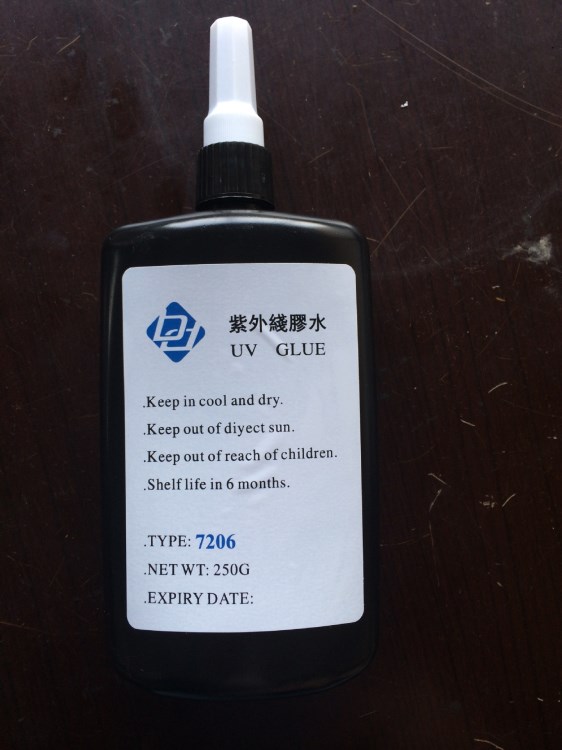 DJ
紫外綫膠水
UV GLUE
.Keep in cool and dry.
.Keep out of diyect sun.
.Keep out of reach of children.
.Shelf life in 6 months.
.TYPE: 7206
.NET WT: 250G
.EXPIRY DATE: